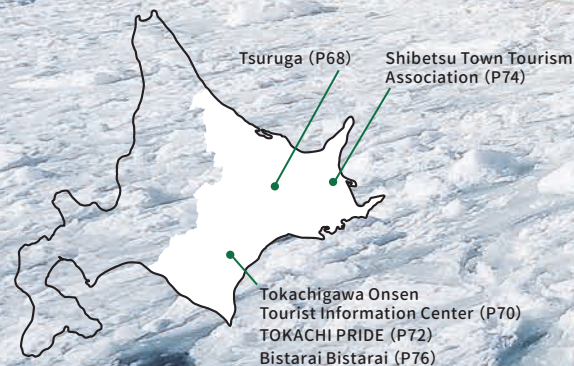 Tsuruga (P68)
Shibetsu Town Tourism
Association (P74)
Tokachigawa Onsen
Tourist Information Center (P70)
TOKACHI PRIDE (P72)
Bistarai Bistarai (P76)